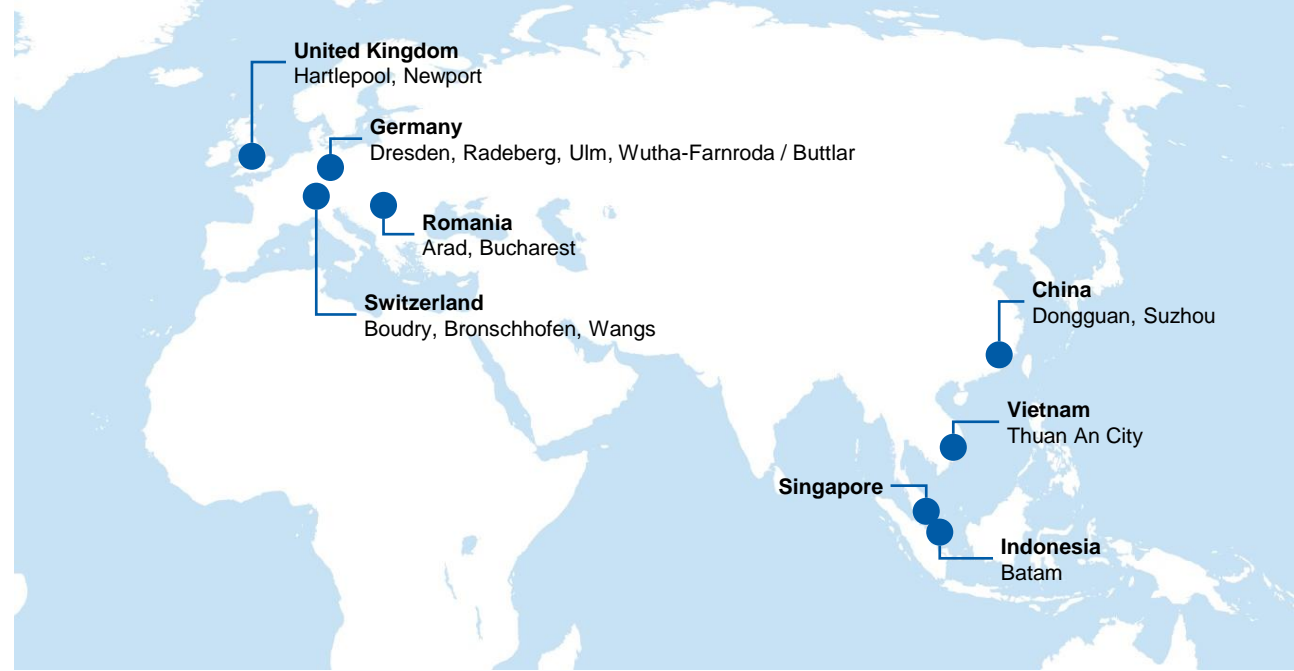 United Kingdom
Hartlepool, Newport
Germany
Dresden, Radeberg, Ulm, Wutha-Farnroda / Buttlar
Romania
Arad, Bucharest
Switzerland
Boudry, Bronschhofen, Wangs
China
Dongguan, Suzhou
Vietnam
Thuan An City
Singapore
Indonesia
Batam